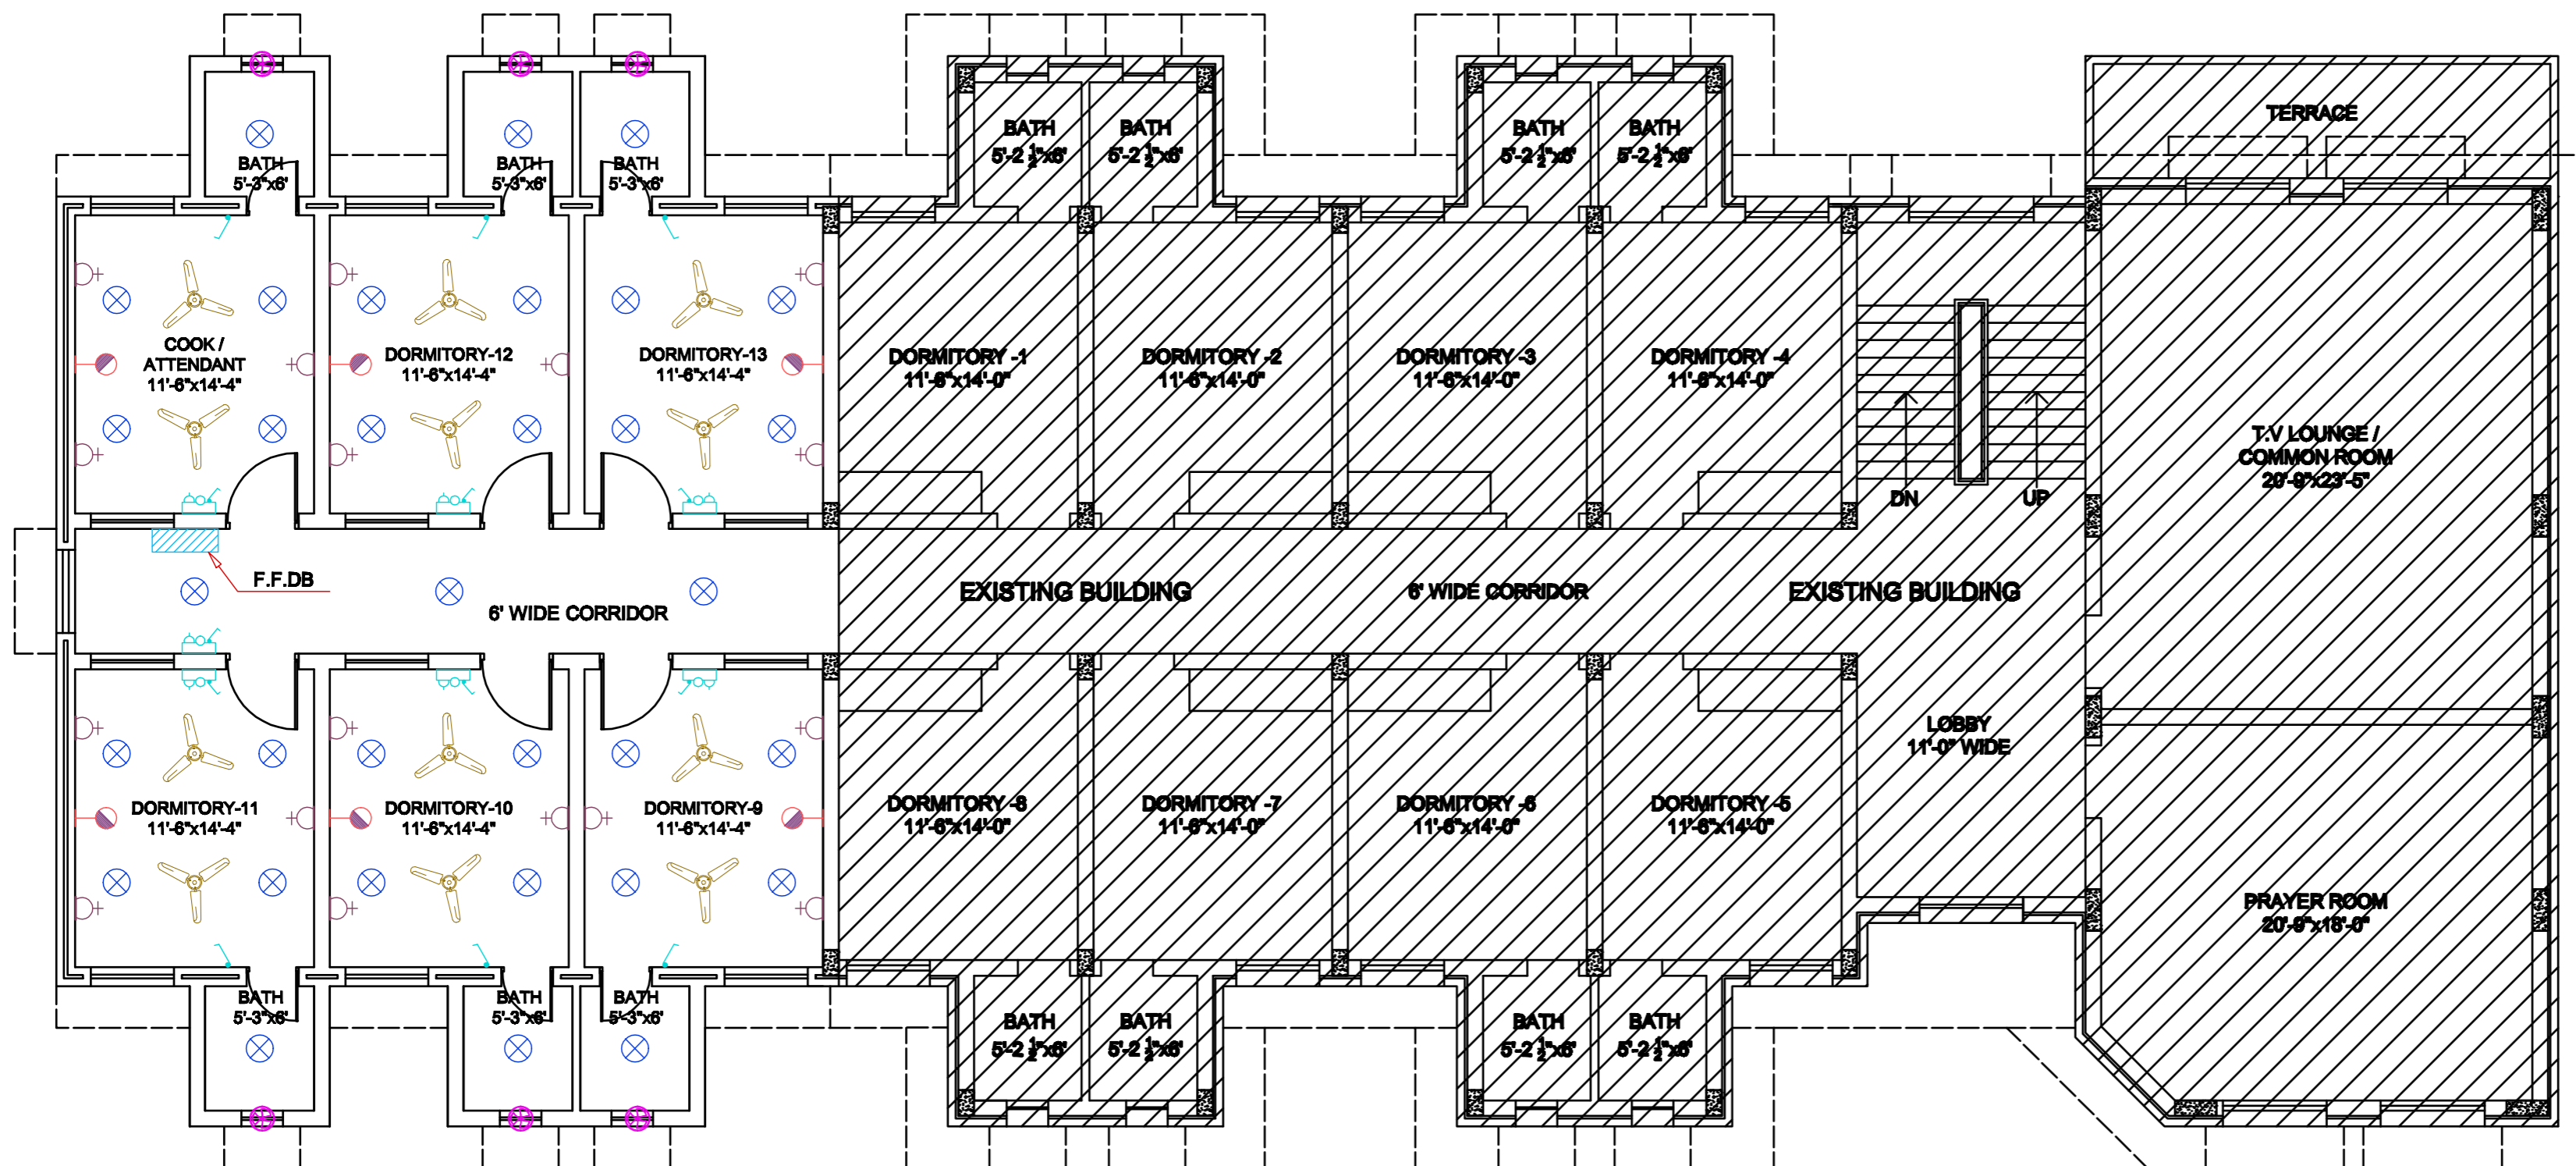 TERRACE
BATH
5'-2 1/2"x6'
BATH
5'-2 1/2"x6'
BATH
5'-2 1/2"x6'
BATH
5'-2 1/2"x6'
BATH
5'-3"x6'
BATH
5'-3"x6'
BATH
5'-3"x6'
COOK /
ATTENDANT
11'-6"x14'-4"
DORMITORY-12
11'-6"x14'-4"
DORMITORY-13
11'-6"x14'-4"
DORMITORY -1
11'-6"x14'-0"
DORMITORY -2
11'-6"x14'-0"
DORMITORY -3
11'-6"x14'-0"
DORMITORY -4
11'-6"x14'-0"
T.V LOUNGE /
COMMON ROOM
20'-9"x23'-5"
DN
UP
F.F.DB
6' WIDE CORRIDOR
EXISTING BUILDING
6' WIDE CORRIDOR
EXISTING BUILDING
LOBBY
11'-0" WIDE
DORMITORY-11
11'-6"x14'-4"
DORMITORY-10
11'-6"x14'-4"
DORMITORY-9
11'-6"x14'-4"
DORMITORY -8
11'-6"x14'-0"
DORMITORY -7
11'-6"x14'-0"
DORMITORY -6
11'-6"x14'-0"
DORMITORY -5
11'-6"x14'-0"
PRAYER ROOM
20'-9"x18'-0"
BATH
5'-3"x6'
BATH
5'-3"x6'
BATH
5'-3"x6'
BATH
5'-2 1/2"x6'
BATH
5'-2 1/2"x6'
BATH
5'-2 1/2"x6'
BATH
5'-2 1/2"x6'